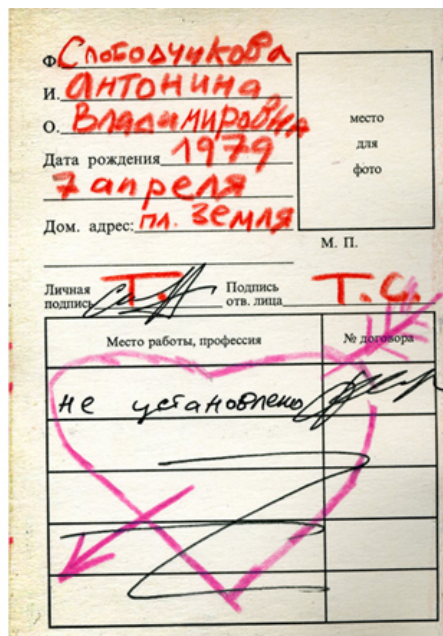 Ф. Слободчикова
И. Антонина
О. Владимировна
Дата рождения 1979
7 апреля
Дом. адрес: пл. Земля
место
для
фото
М. П.
Личная
подпись Т.
Подпись
отв. лица Т.С.
Место работы, профессия № договора
не установлено